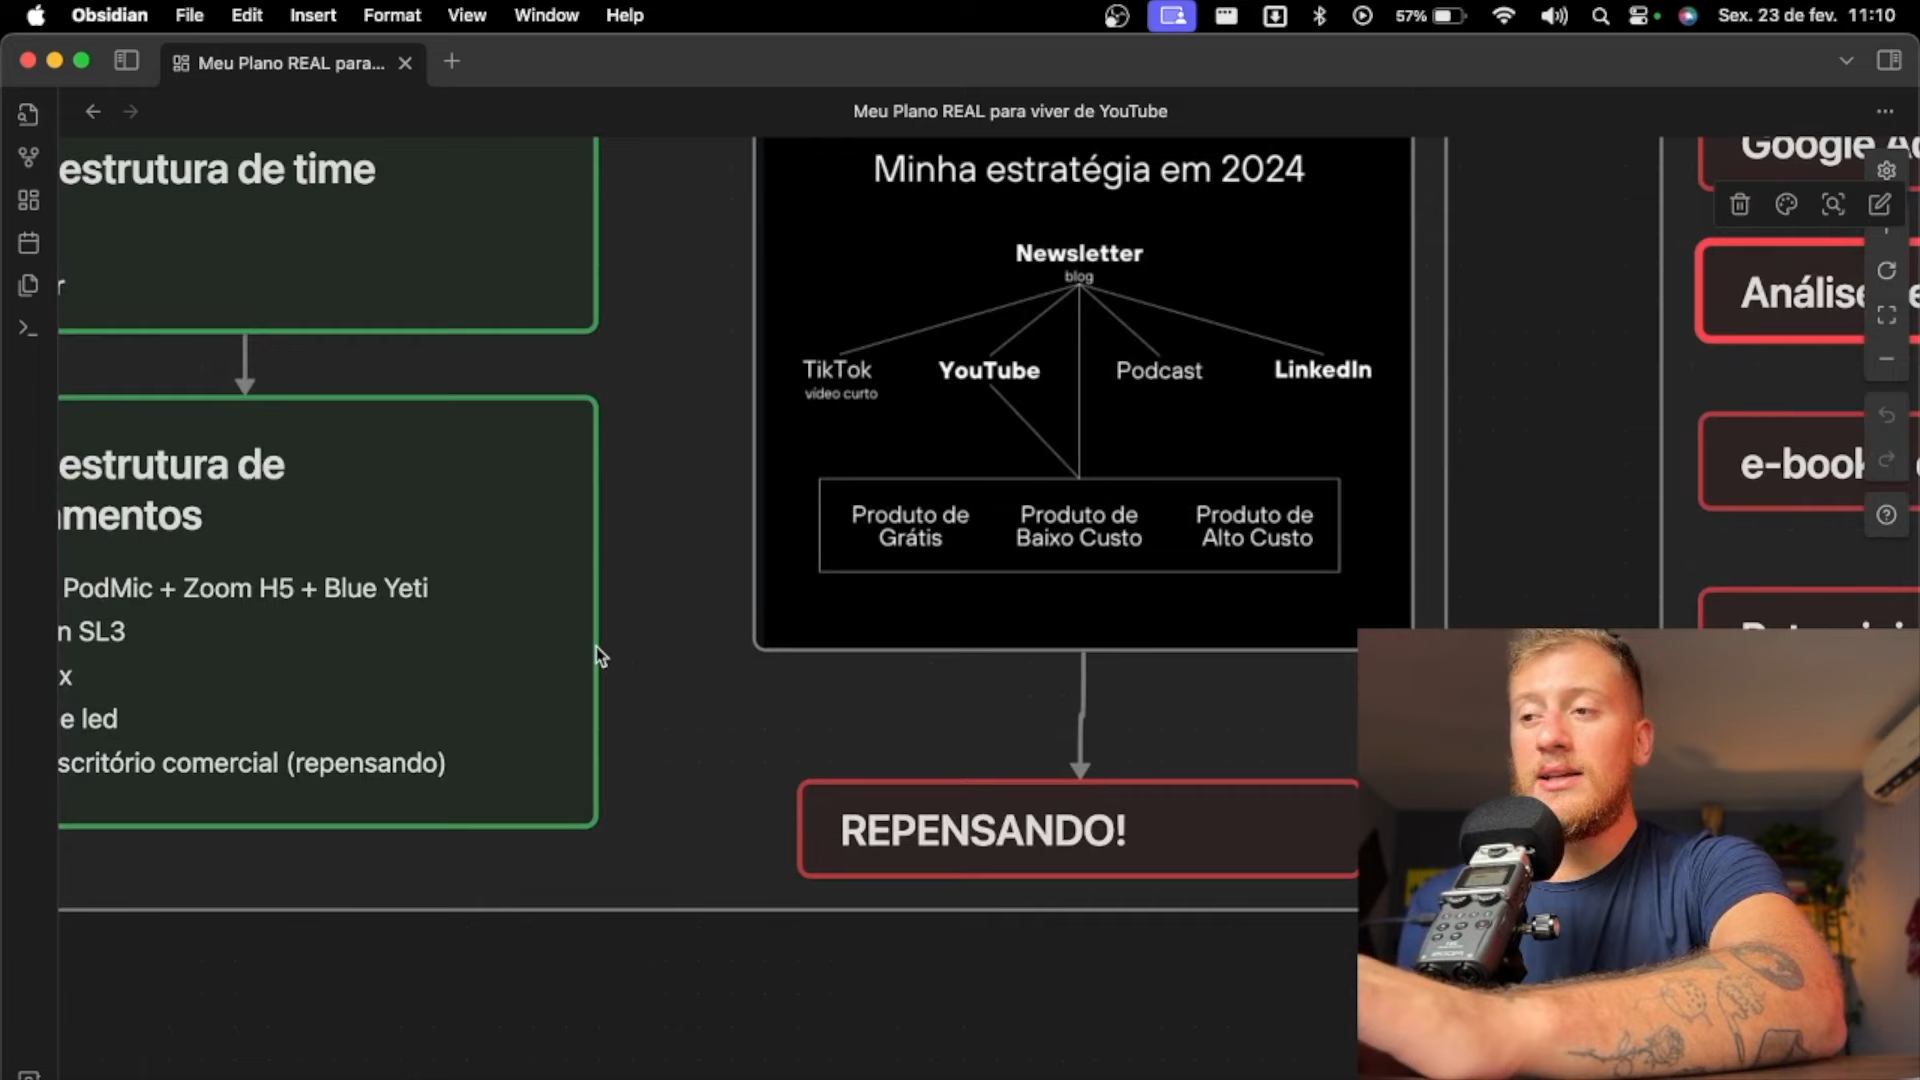 Obsidian File Edit Insert Format View Window Help
57%
Sex. 23 de fev. 11:10
Meu Plano REAL para...
Meu Plano REAL para viver de YouTube
estrutura de time
r
estrutura de
amentos
PodMic + Zoom H5 + Blue Yeti
n SL3
x
e led
scritório comercial (repensando)
Minha estratégia em 2024
Newsletter
blog
TikTok
vídeo curto
YouTube
Podcast
LinkedIn
Produto de
Grátis
Produto de
Baixo Custo
Produto de
Alto Custo
REPENSANDO!
Google Ad
Análise
e-book